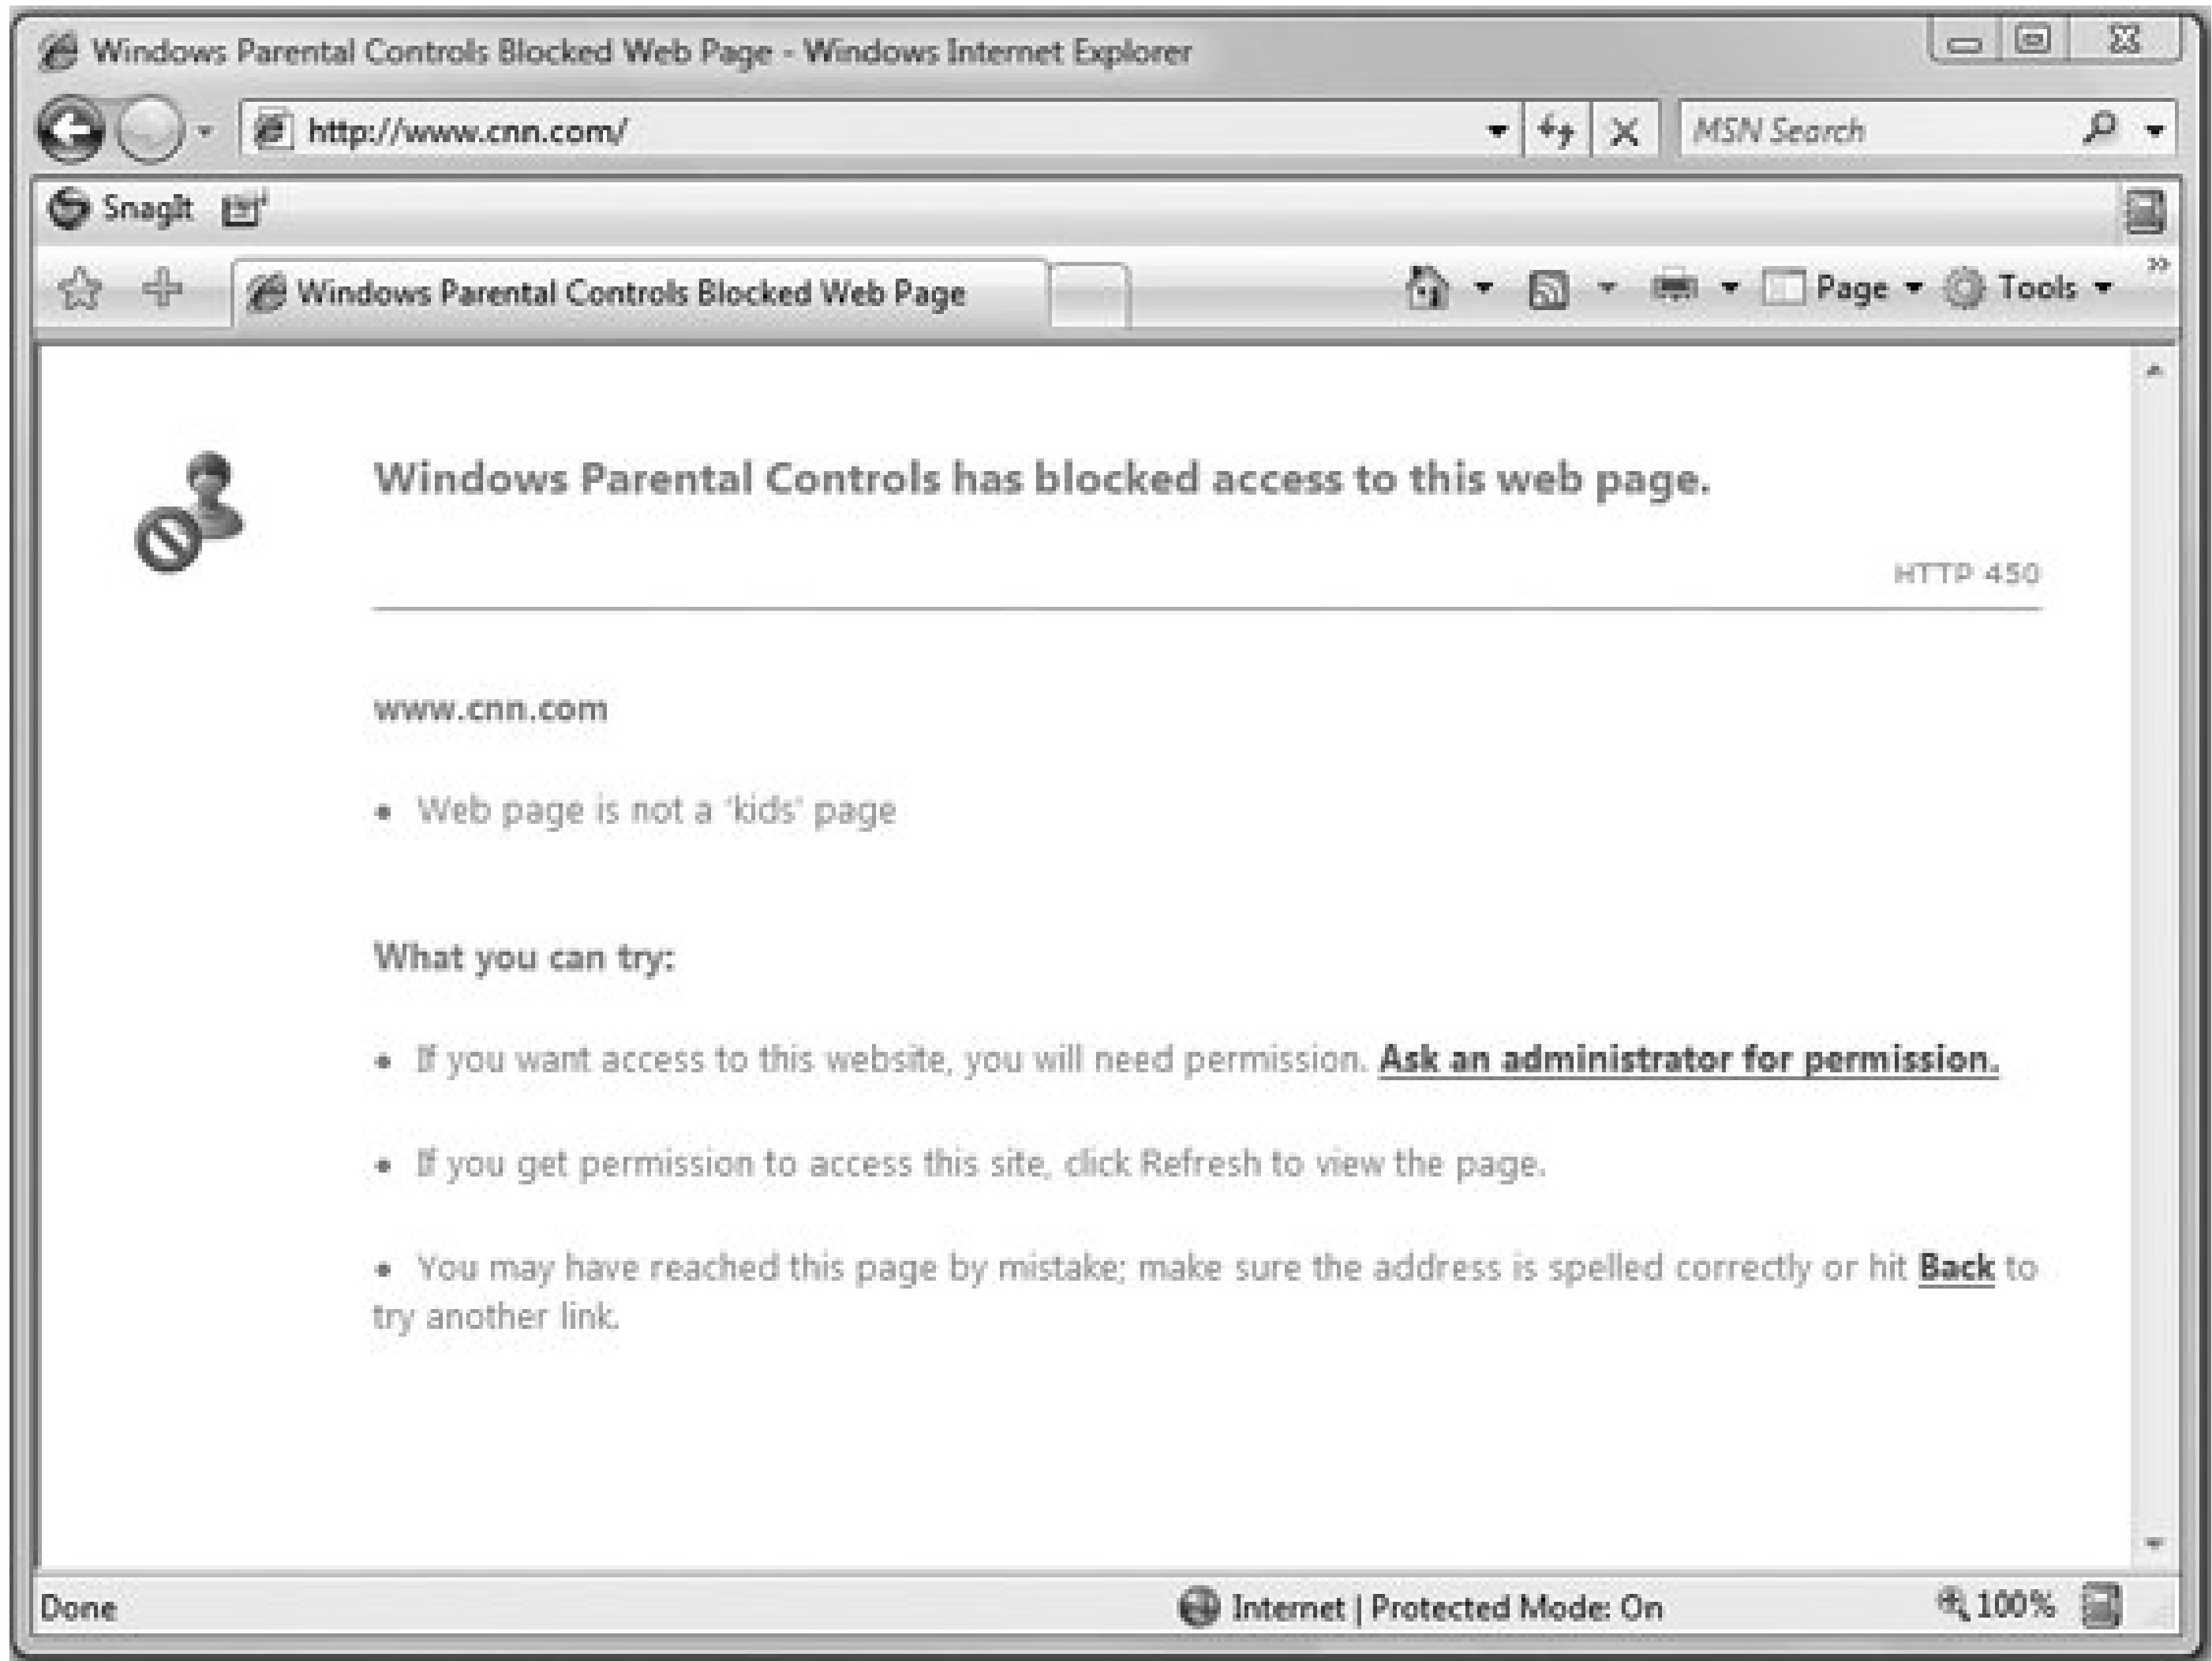 Windows Parental Controls Blocked Web Page - Windows Internet Explorer
http://www.cnn.com/
MSN Search
SnagIt
Windows Parental Controls Blocked Web Page
Page
Tools
»
Windows Parental Controls has blocked access to this web page.
HTTP 450
www.cnn.com
• Web page is not a 'kids' page
What you can try:
• If you want access to this website, you will need permission. Ask an administrator for permission.
• If you get permission to access this site, click Refresh to view the page.
• You may have reached this page by mistake; make sure the address is spelled correctly or hit Back to
try another link.
Done
Internet | Protected Mode: On
100%